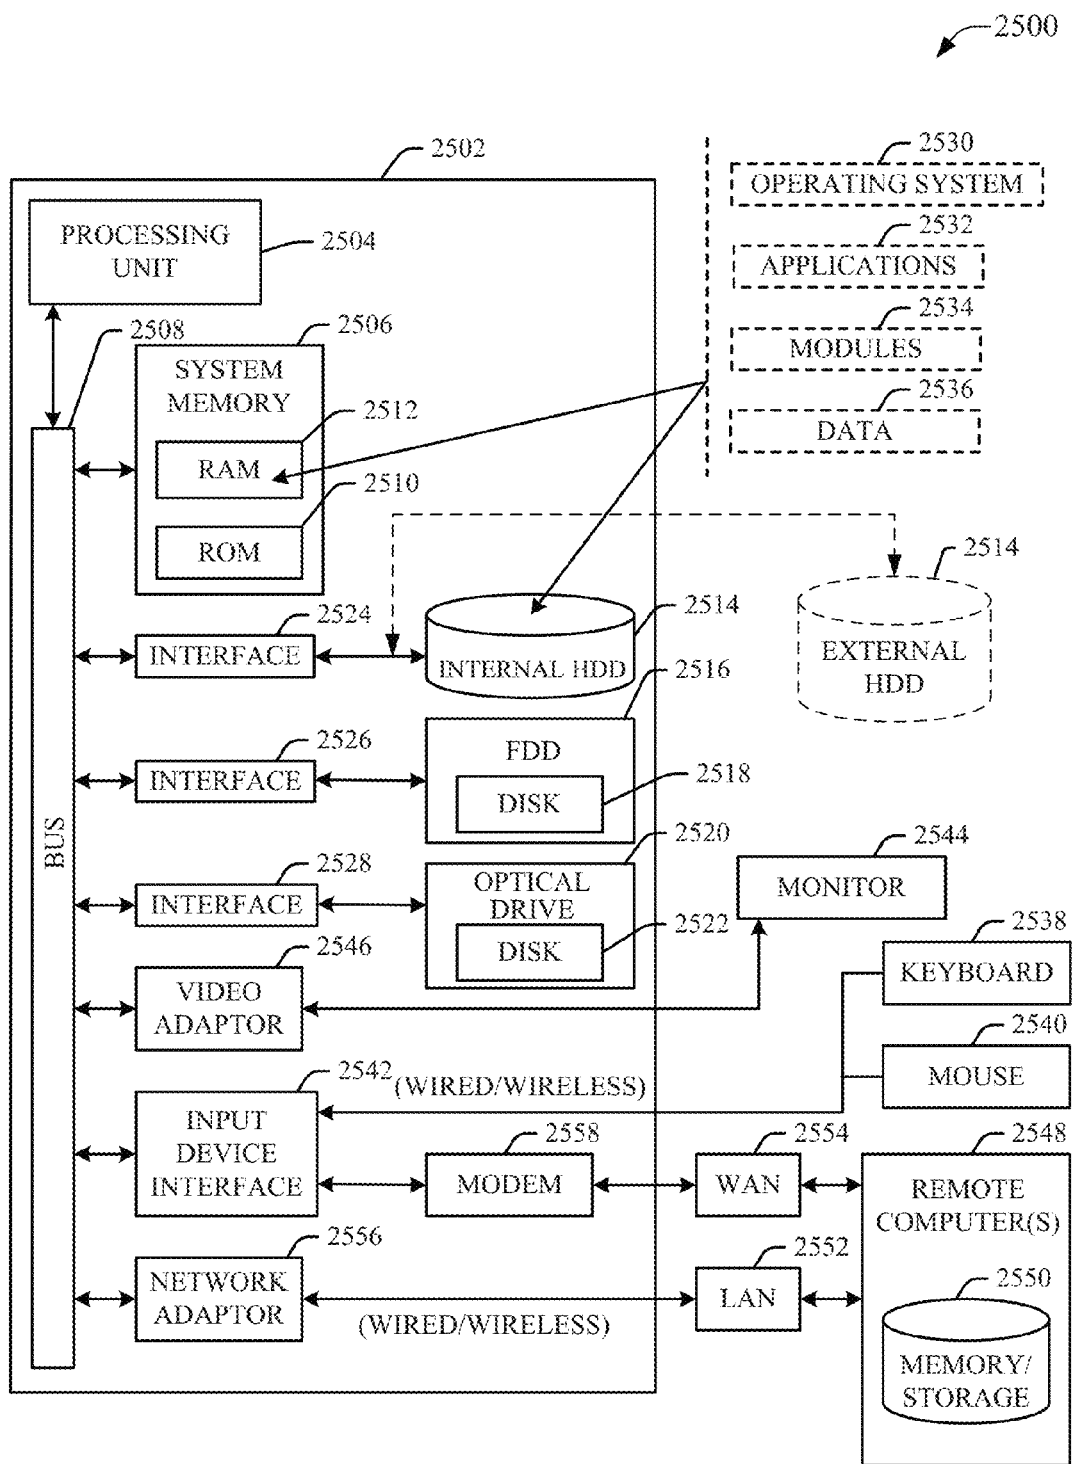 2500
2502
2530
OPERATING SYSTEM
PROCESSING
UNIT
2504
2532
APPLICATIONS
2508
2506
2534
MODULES
SYSTEM
MEMORY
2512
RAM
2536
DATA
2510
ROM
2514
EXTERNAL
HDD
2524
INTERFACE
2514
INTERNAL HDD
2516
FDD
2526
INTERFACE
2518
DISK
BUS
2520
OPTICAL
DRIVE
2528
INTERFACE
2522
DISK
2544
MONITOR
2546
VIDEO
ADAPTOR
2538
KEYBOARD
2540
MOUSE
2542
(WIRED/WIRELESS)
INPUT
DEVICE
INTERFACE
2558
MODEM
2554
WAN
2548
REMOTE
COMPUTER(S)
2556
NETWORK
ADAPTOR
(WIRED/WIRELESS)
2552
LAN
2550
MEMORY/
STORAGE